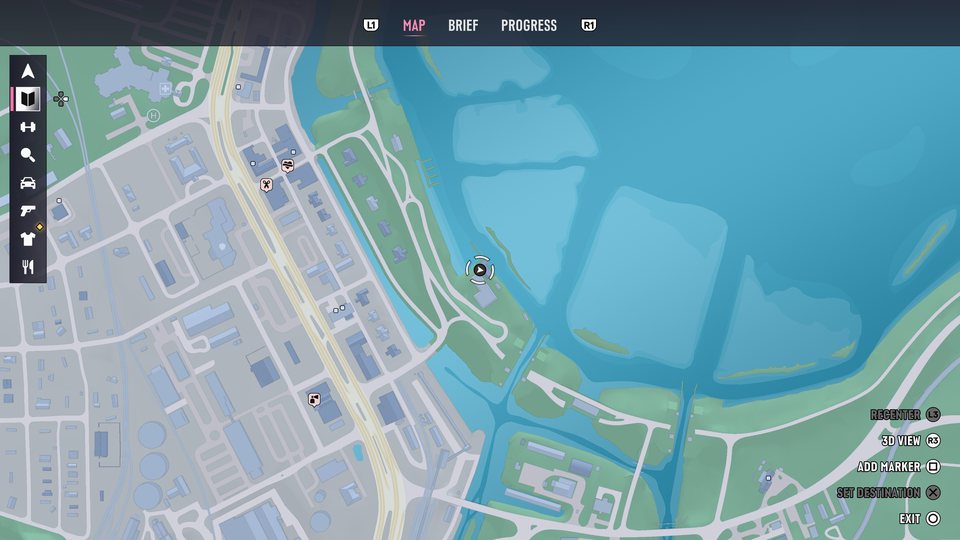 L1 MAP BRIEF PROGRESS R1
H
RECENTER L3
3D VIEW R3
ADD MARKER
SET DESTINATION
EXIT